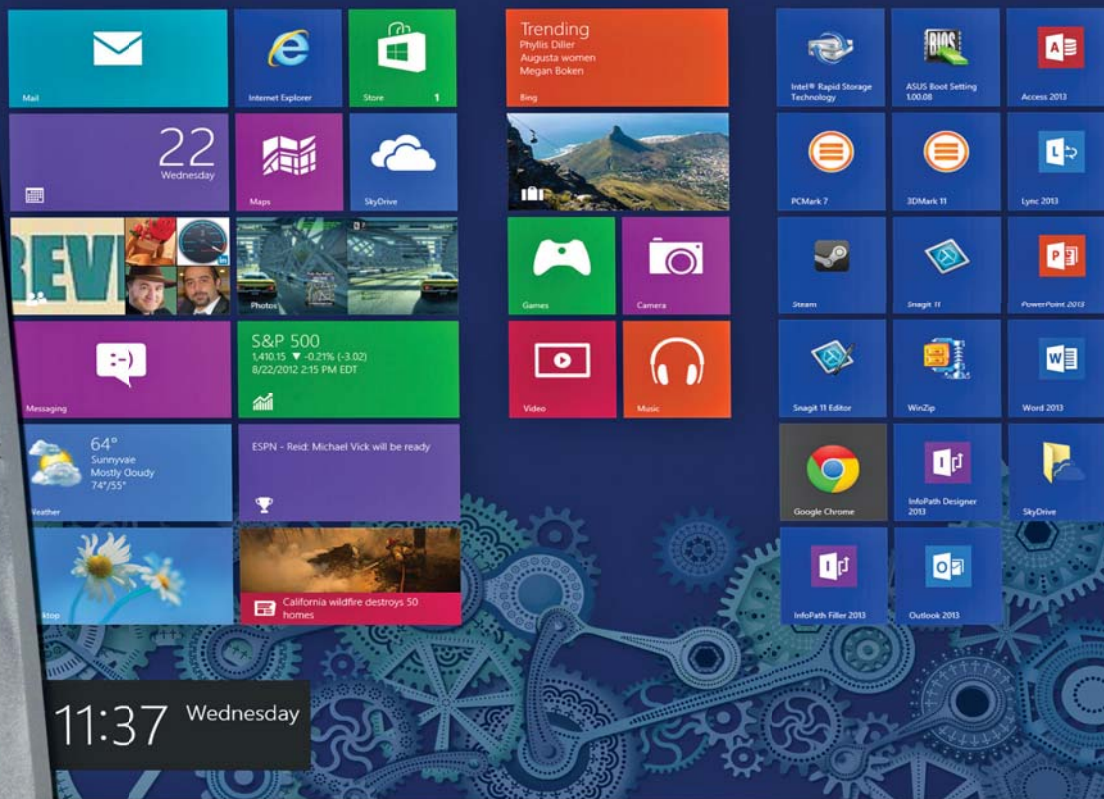 Mail
Internet Explorer
Store
1
Trending
Phyllis Diller
Augusta women
Megan Boken
Bing
Intel® Rapid Storage
Technology
BIOS
ASUS Boot Setting
1.00.08
A
Access 2013
22
Wednesday
Maps
SkyDrive
PCMark 7
3DMark 11
L
Lync 2013
REVI
in
Photos
Games
Camera
Steam
Snagit 11
P
PowerPoint 2013
:-)
Messaging
S&P 500
1,410.15 ▼ -0.21% (-3.02)
8/22/2012 2:15 PM EDT
Video
Music
Snagit 11 Editor
WinZip
W
Word 2013
64°
Sunnyvale
Mostly Cloudy
74°/55°
Weather
ESPN - Reid: Michael Vick will be ready
Google Chrome
I
InfoPath Designer
2013
SkyDrive
ktop
California wildfire destroys 50
homes
I
InfoPath Filler 2013
O
Outlook 2013
11:37 Wednesday